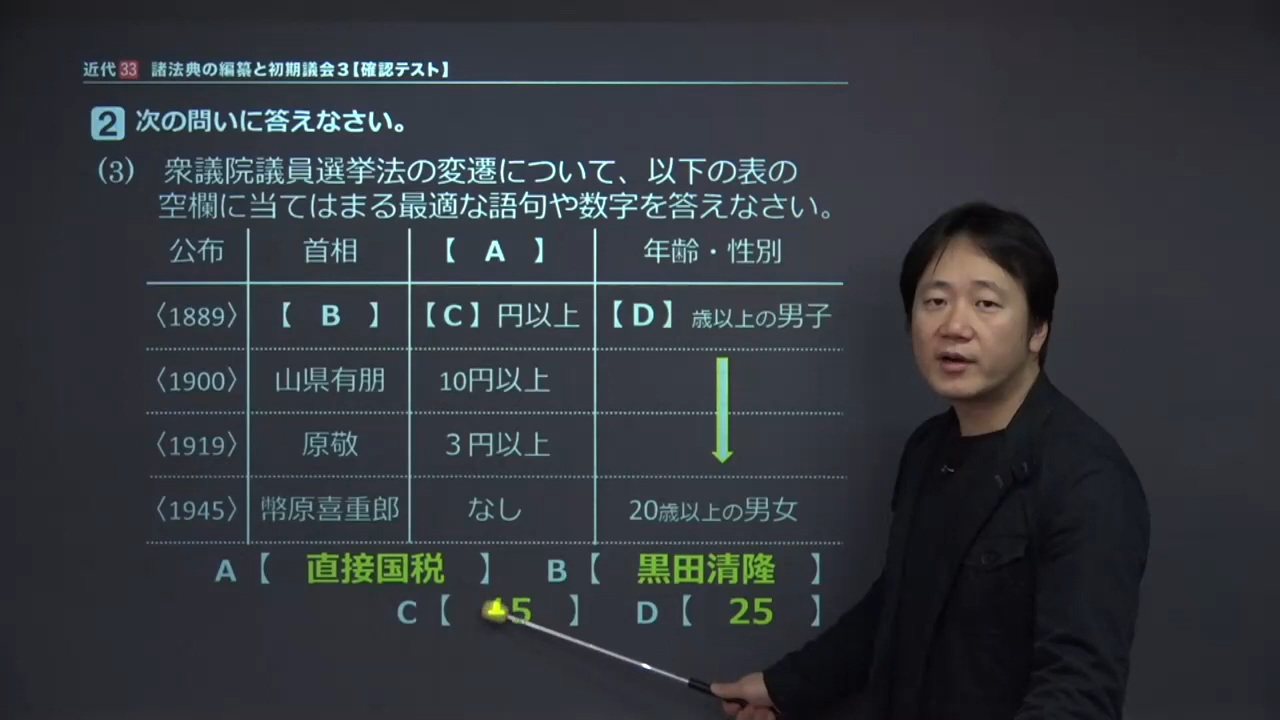 近代33 諸法典の編纂と初期議会3【確認テスト】
2 次の問いに答えなさい。
(3) 衆議院議員選挙法の変遷について、以下の表の
空欄に当てはまる最適な語句や数字を答えなさい。
公布 首相 【 A 】 年齢・性別
〈1889〉 【 B 】 【C】円以上 【D】歳以上の男子
〈1900〉 山県有朋 10円以上
〈1919〉 原敬 3円以上
〈1945〉 幣原喜重郎 なし 20歳以上の男女
A【 直接国税 】 B【 黒田清隆 】
C【 15 】 D【 25 】